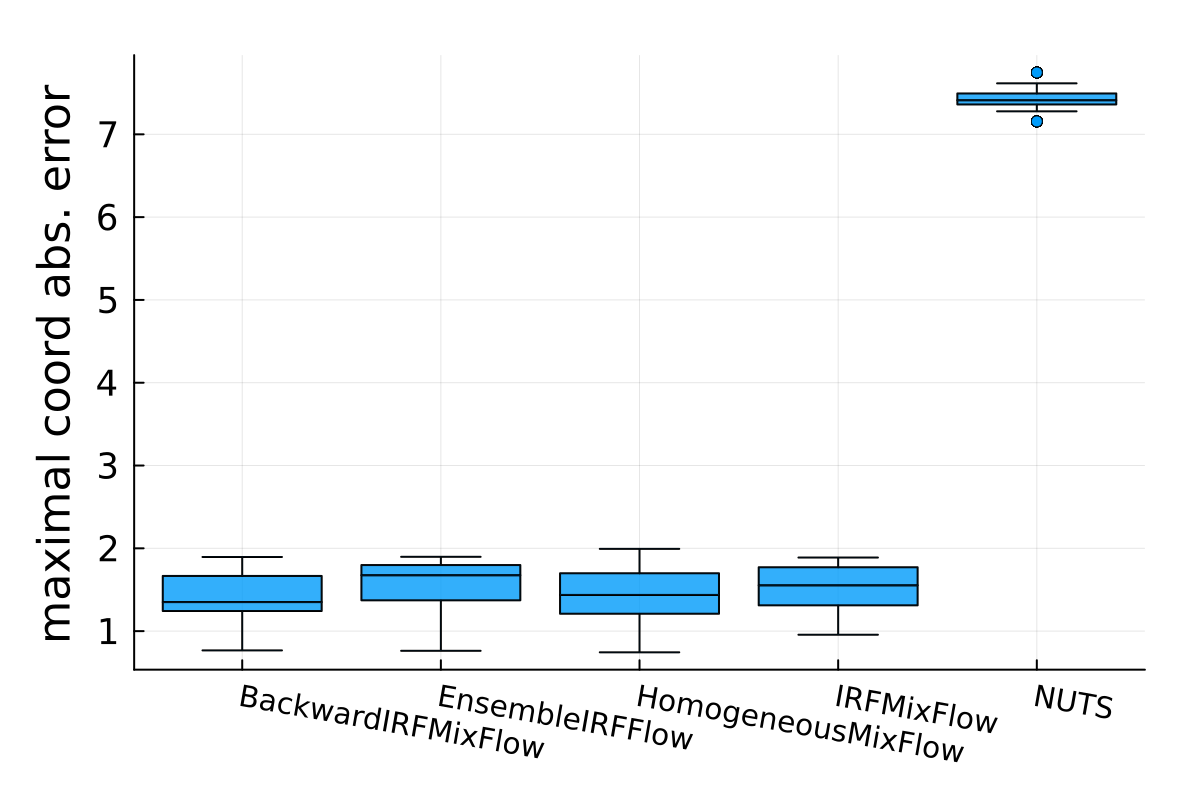 maximal coord abs. error
7
6
5
4
3
2
1
BackwardIRFMixFlow
EnsembleIRFFlow
HomogeneousMixFlow
IRFMixFlow
NUTS